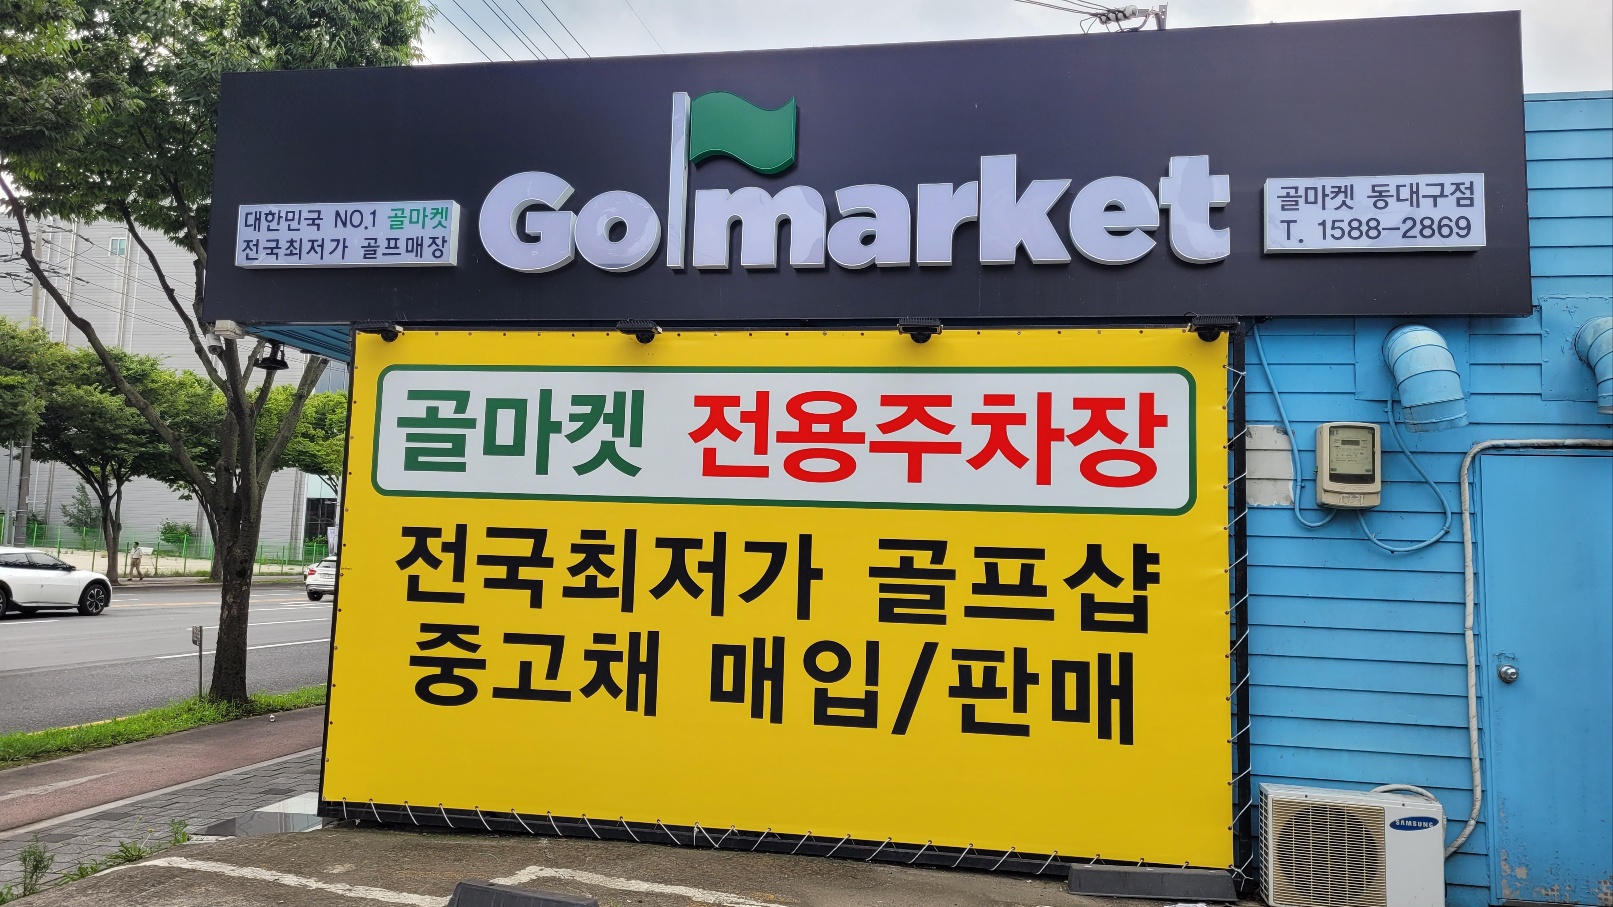 대한민국 NO.1 골마켓
전국최저가 골프매장
Golmarket
골마켓 동대구점
T. 1588-2869
골마켓 전용주차장
전국최저가 골프샵
중고채 매입/판매
SAMSUNG